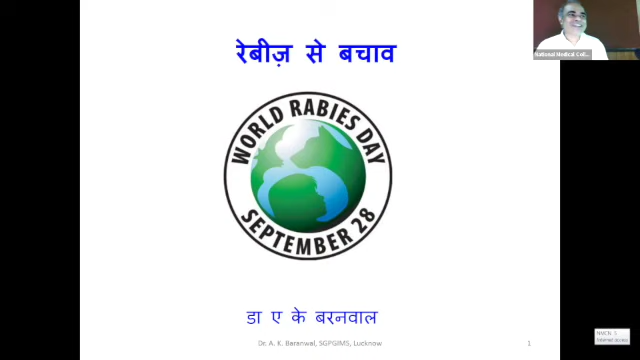 रेबीज़ से बचाव
WORLD RABIES DAY
SEPTEMBER 28
डा ए के बरनवाल
Dr. A. K. Baranwal, SGPGIMS, Lucknow
1
National Medical Coll...